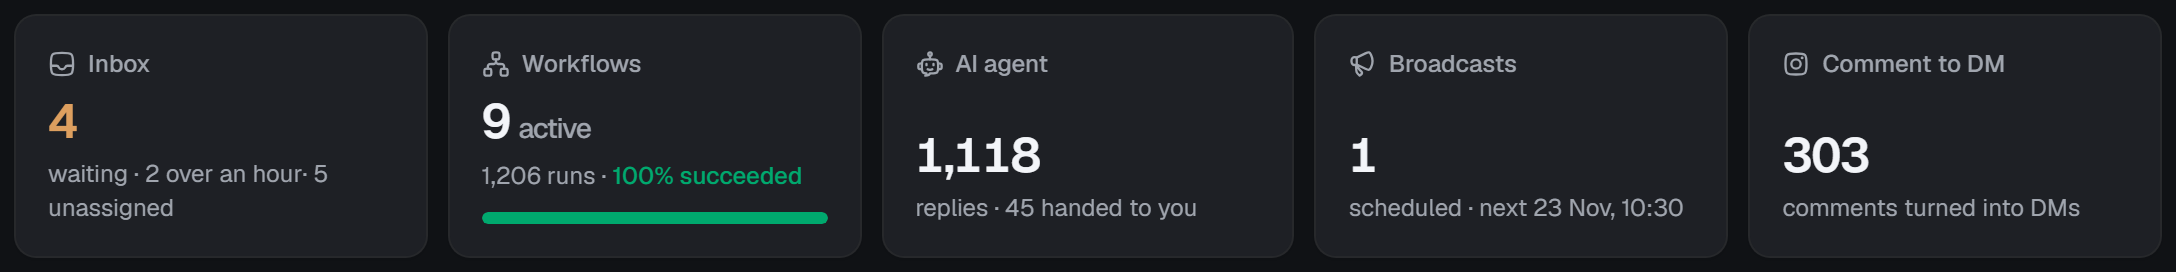 Inbox
4
waiting · 2 over an hour· 5
unassigned
Workflows
9 active
1,206 runs · 100% succeeded
AI agent
1,118
replies · 45 handed to you
Broadcasts
1
scheduled · next 23 Nov, 10:30
Comment to DM
303
comments turned into DMs